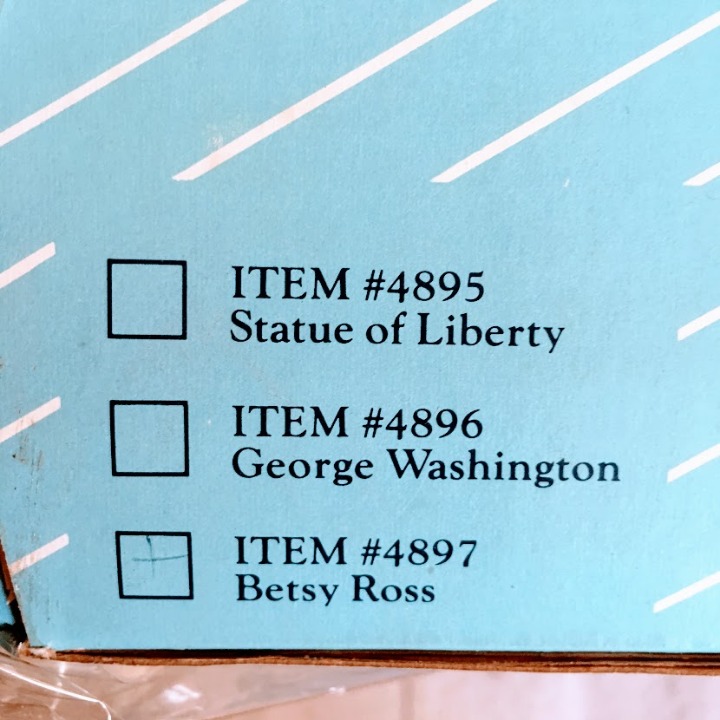 ITEM #4895
Statue of Liberty
ITEM #4896
George Washington
ITEM #4897
Betsy Ross